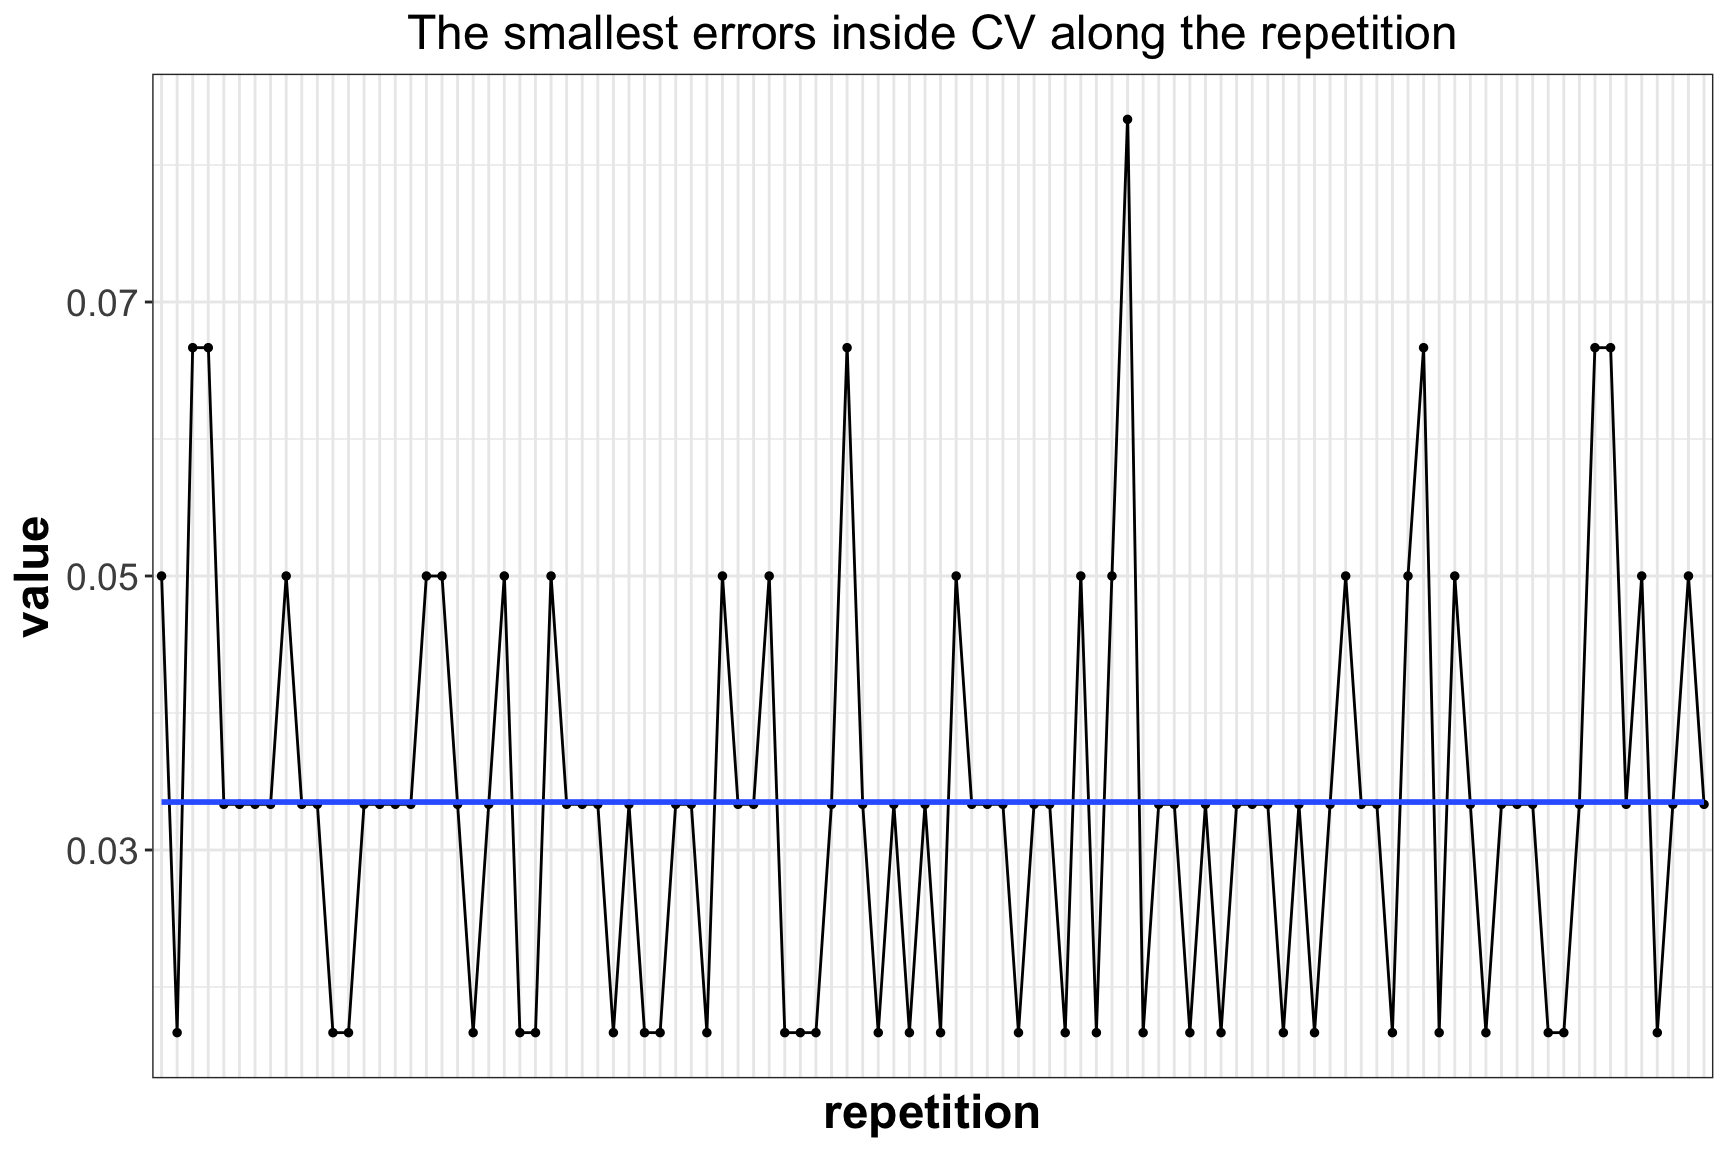 The smallest errors inside CV along the repetition
value
0.07
0.05
0.03
repetition